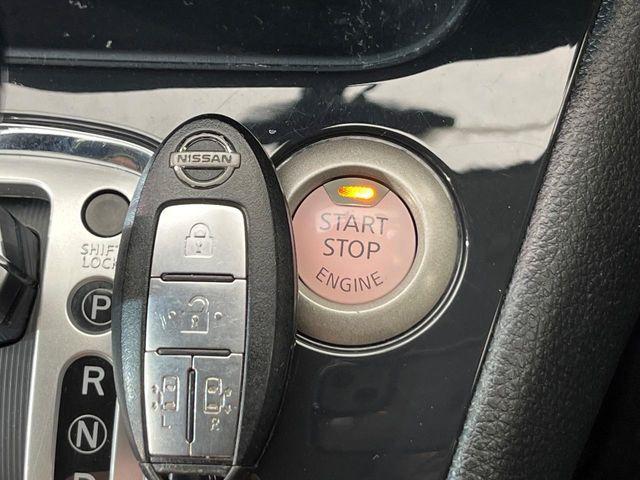 NISSAN
START
STOP
ENGINE
SHIFT
LOCK
P
R
N
L
R